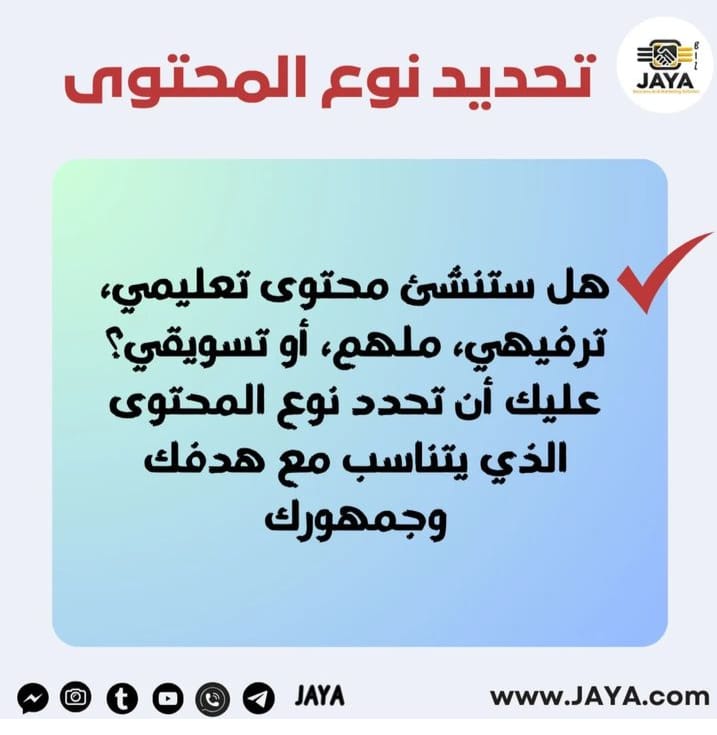 تحديد نوع المحتوى
JAYA
هل ستنشئ محتوى تعليمي،
ترفيهي، ملهم، أو تسويقي؟
عليك أن تحدد نوع المحتوى
الذي يتناسب مع هدفك
وجمهورك
JAYA
www.JAYA.com